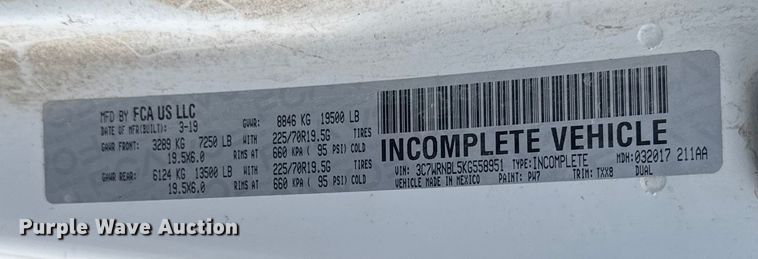 MFD BY FCA US LLC
DATE OF MFR(BUILT): 3-19 GVWR: 8846 KG 19500 LB
GAWR FRONT: 3289 KG 7250 LB WITH 225/70R19.5G TIRES
19.5X6.0 RIMS AT 660 KPA ( 95 PSI) COLD
GAWR REAR: 6124 KG 13500 LB WITH 225/70R19.5G TIRES
19.5X6.0 RIMS AT 660 KPA ( 95 PSI) COLD
INCOMPLETE VEHICLE
VIN: 3C7WRNBL5KG558951 TYPE: INCOMPLETE MDH: 032017 211AA
VEHICLE MADE IN MEXICO PAINT: PW7 TRIM: TXX8 DUAL
Purple Wave Auction